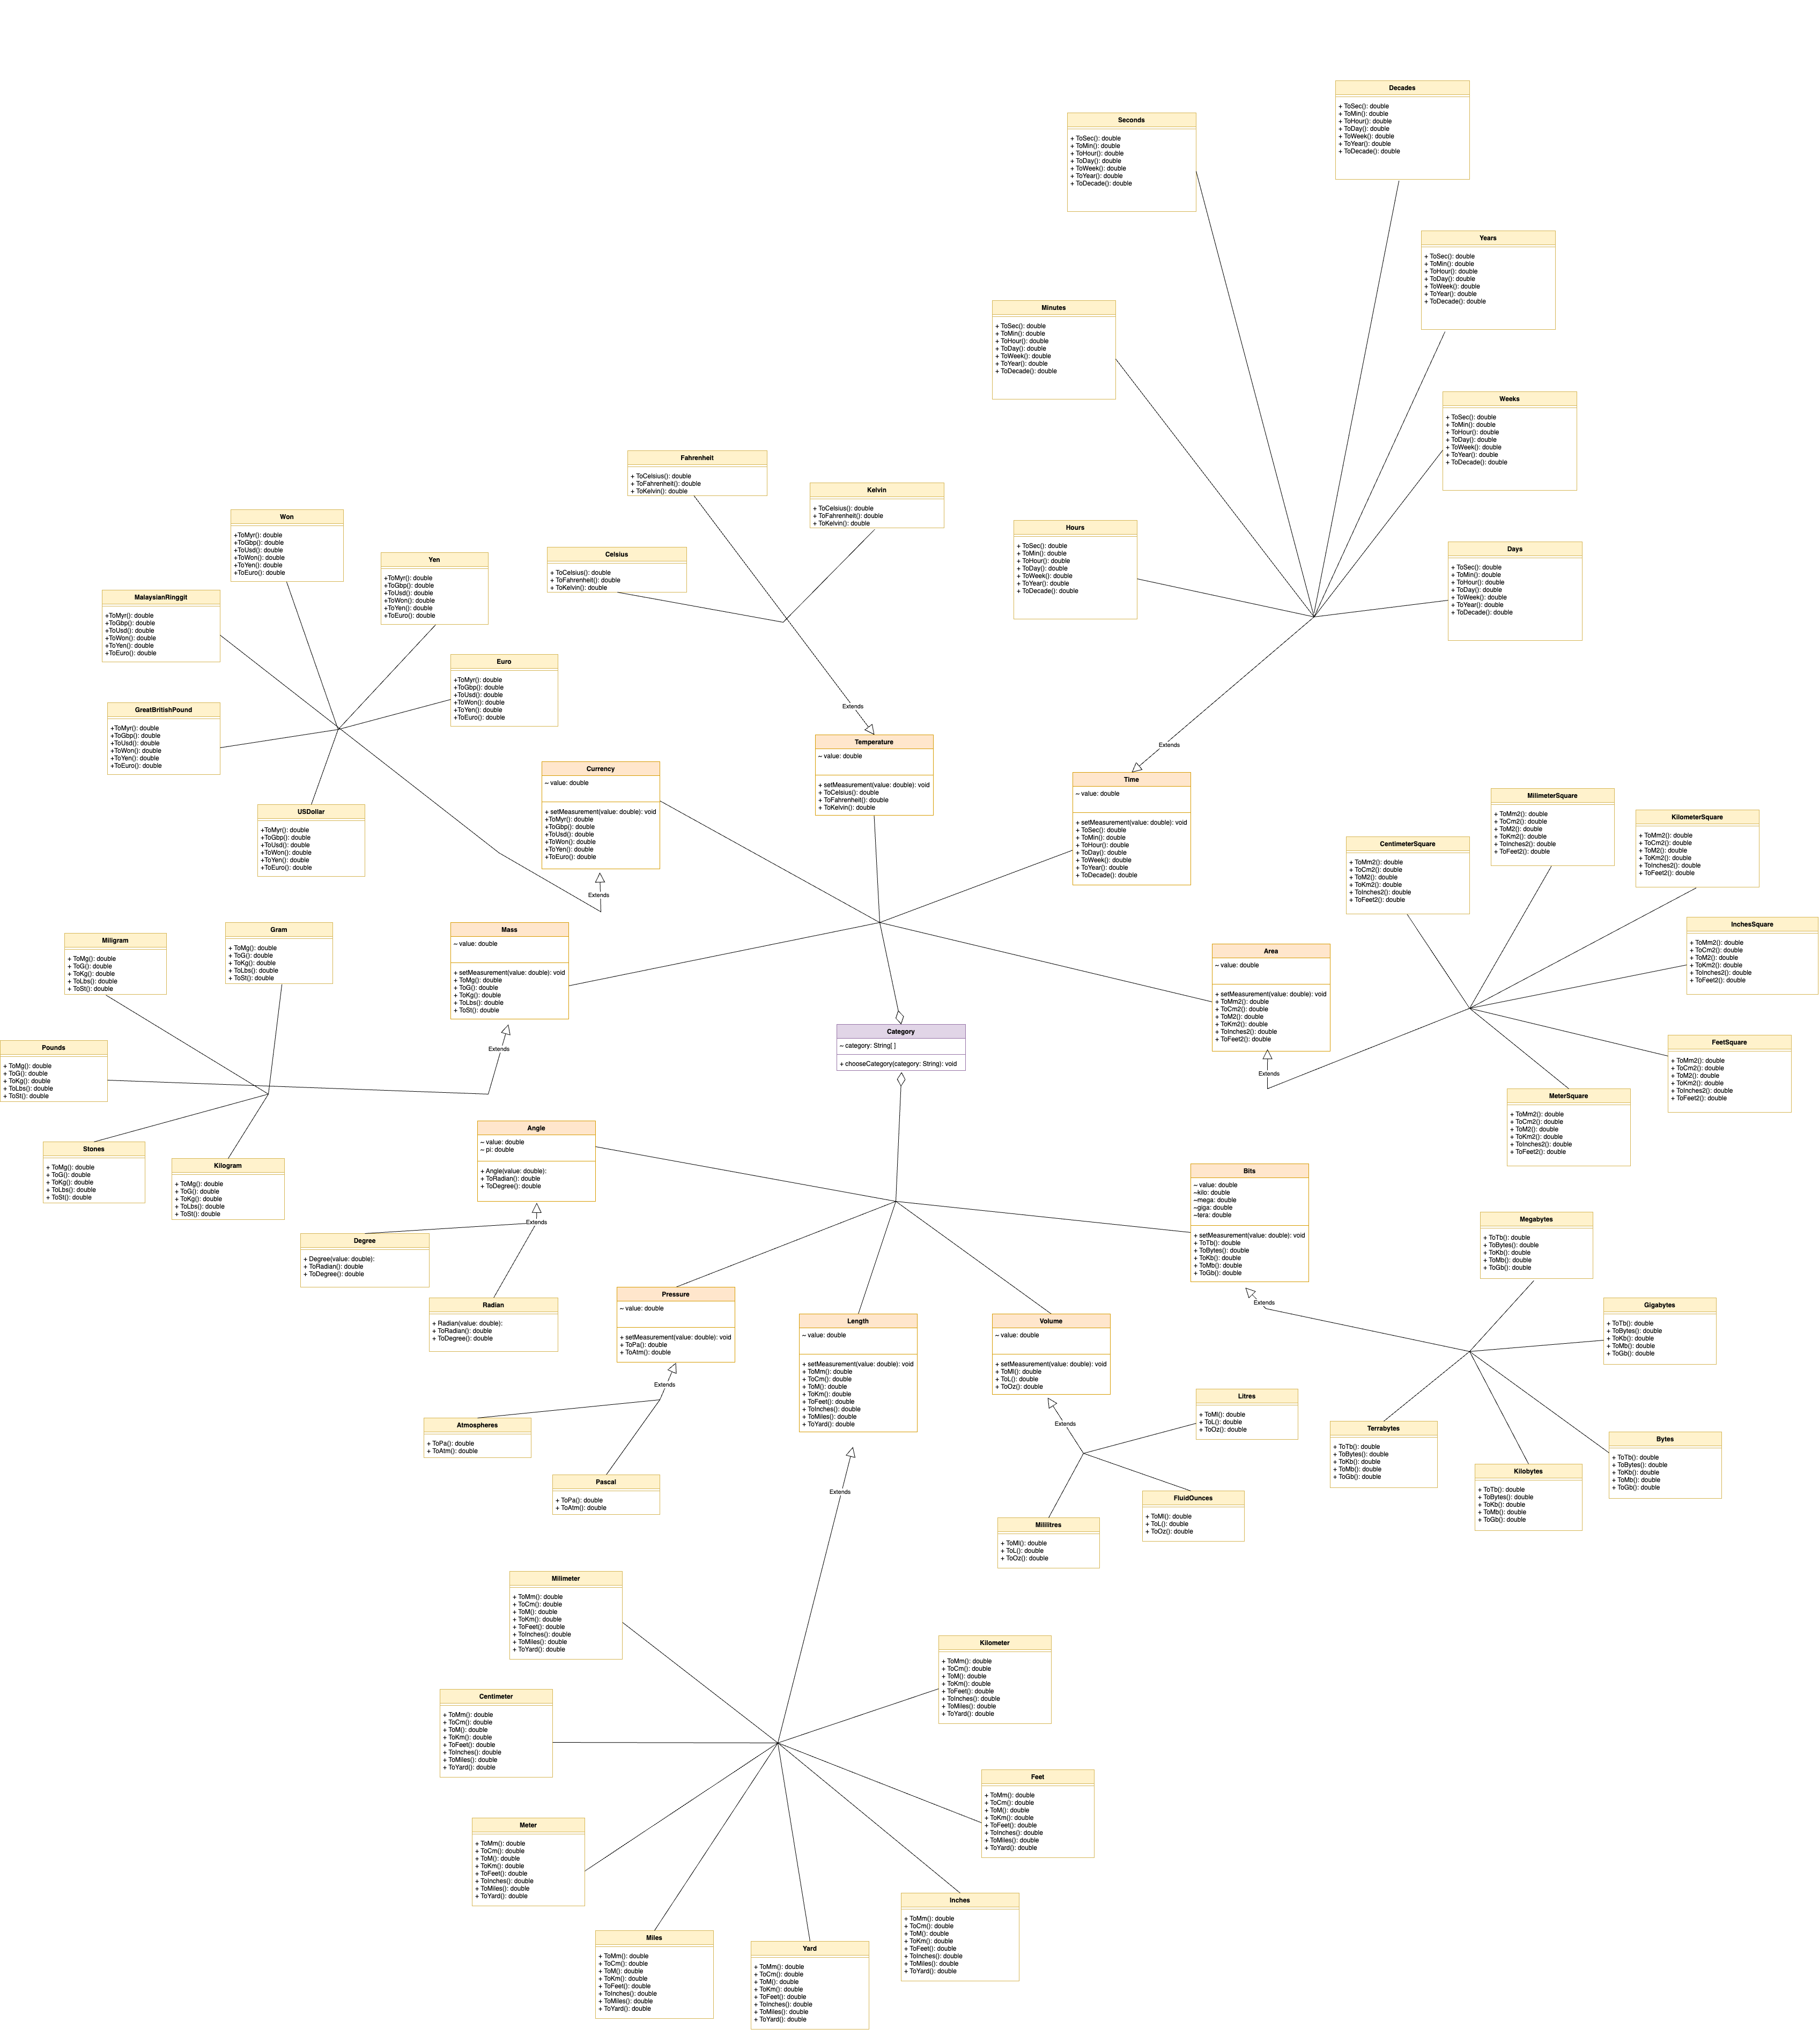 Decades
+ ToSec(): double
+ ToMin(): double
+ ToHour(): double
+ ToDay(): double
+ ToWeek(): double
+ ToYear(): double
+ ToDecade(): double
Seconds
+ ToSec(): double
+ ToMin(): double
+ ToHour(): double
+ ToDay(): double
+ ToWeek(): double
+ ToYear(): double
+ ToDecade(): double
Years
+ ToSec(): double
+ ToMin(): double
+ ToHour(): double
+ ToDay(): double
+ ToWeek(): double
+ ToYear(): double
+ ToDecade(): double
Minutes
+ ToSec(): double
+ ToMin(): double
+ ToHour(): double
+ ToDay(): double
+ ToWeek(): double
+ ToYear(): double
+ ToDecade(): double
Weeks
+ ToSec(): double
+ ToMin(): double
+ ToHour(): double
+ ToDay(): double
+ ToWeek(): double
+ ToYear(): double
+ ToDecade(): double
Fahrenheit
+ ToCelsius(): double
+ ToFahrenheit(): double
+ ToKelvin(): double
Kelvin
+ ToCelsius(): double
+ ToFahrenheit(): double
+ ToKelvin(): double
Won
+ToMyr(): double
+ToGbp(): double
+ToUsd(): double
+ToWon(): double
+ToYen(): double
+ToEuro(): double
Hours
+ ToSec(): double
+ ToMin(): double
+ ToHour(): double
+ ToDay(): double
+ ToWeek(): double
+ ToYear(): double
+ ToDecade(): double
Celsius
+ ToCelsius(): double
+ ToFahrenheit(): double
+ ToKelvin(): double
Days
+ ToSec(): double
+ ToMin(): double
+ ToHour(): double
+ ToDay(): double
+ ToWeek(): double
+ ToYear(): double
+ ToDecade(): double
Yen
+ToMyr(): double
+ToGbp(): double
+ToUsd(): double
+ToWon(): double
+ToYen(): double
+ToEuro(): double
MalaysianRinggit
+ToMyr(): double
+ToGbp(): double
+ToUsd(): double
+ToWon(): double
+ToYen(): double
+ToEuro(): double
Euro
+ToMyr(): double
+ToGbp(): double
+ToUsd(): double
+ToWon(): double
+ToYen(): double
+ToEuro(): double
GreatBritishPound
+ToMyr(): double
+ToGbp(): double
+ToUsd(): double
+ToWon(): double
+ToYen(): double
+ToEuro(): double
Extends
Temperature
~ value: double
+ setMeasurement(value: double): void
+ ToCelsius(): double
+ ToFahrenheit(): double
+ ToKelvin(): double
Extends
Currency
~ value: double
+ setMeasurement(value: double): void
+ToMyr(): double
+ToGbp(): double
+ToUsd(): double
+ToWon(): double
+ToYen(): double
+ToEuro(): double
Extends
Time
~ value: double
+ setMeasurement(value: double): void
+ ToSec(): double
+ ToMin(): double
+ ToHour(): double
+ ToDay(): double
+ ToWeek(): double
+ ToYear(): double
+ ToDecade(): double
USDollar
+ToMyr(): double
+ToGbp(): double
+ToUsd(): double
+ToWon(): double
+ToYen(): double
+ToEuro(): double
MilimeterSquare
+ ToMm2(): double
+ ToCm2(): double
+ ToM2(): double
+ ToKm2(): double
+ ToInches2(): double
+ ToFeet2(): double
KilometerSquare
+ ToMm2(): double
+ ToCm2(): double
+ ToM2(): double
+ ToKm2(): double
+ ToInches2(): double
+ ToFeet2(): double
CentimeterSquare
+ ToMm2(): double
+ ToCm2(): double
+ ToM2(): double
+ ToKm2(): double
+ ToInches2(): double
+ ToFeet2(): double
InchesSquare
+ ToMm2(): double
+ ToCm2(): double
+ ToM2(): double
+ ToKm2(): double
+ ToInches2(): double
+ ToFeet2(): double
Gram
+ ToMg(): double
+ ToG(): double
+ ToKg(): double
+ ToLbs(): double
+ ToSt(): double
Mass
~ value: double
+ setMeasurement(value: double): void
+ ToMg(): double
+ ToG(): double
+ ToKg(): double
+ ToLbs(): double
+ ToSt(): double
Extends
Miligram
+ ToMg(): double
+ ToG(): double
+ ToKg(): double
+ ToLbs(): double
+ ToSt(): double
Area
~ value: double
+ setMeasurement(value: double): void
+ ToMm2(): double
+ ToCm2(): double
+ ToM2(): double
+ ToKm2(): double
+ ToInches2(): double
+ ToFeet2(): double
Extends
Category
~ category: String[ ]
+ chooseCategory(category: String): void
FeetSquare
+ ToMm2(): double
+ ToCm2(): double
+ ToM2(): double
+ ToKm2(): double
+ ToInches2(): double
+ ToFeet2(): double
Pounds
+ ToMg(): double
+ ToG(): double
+ ToKg(): double
+ ToLbs(): double
+ ToSt(): double
MeterSquare
+ ToMm2(): double
+ ToCm2(): double
+ ToM2(): double
+ ToKm2(): double
+ ToInches2(): double
+ ToFeet2(): double
Angle
~ value: double
~ pi: double
+ Angle(value: double):
+ ToRadian(): double
+ ToDegree(): double
Extends
Stones
+ ToMg(): double
+ ToG(): double
+ ToKg(): double
+ ToLbs(): double
+ ToSt(): double
Kilogram
+ ToMg(): double
+ ToG(): double
+ ToKg(): double
+ ToLbs(): double
+ ToSt(): double
Bits
~ value: double
~kilo: double
~mega: double
~giga: double
~tera: double
+ setMeasurement(value: double): void
+ ToTb(): double
+ ToBytes(): double
+ ToKb(): double
+ ToMb(): double
+ ToGb(): double
Extends
Megabytes
+ ToTb(): double
+ ToBytes(): double
+ ToKb(): double
+ ToMb(): double
+ ToGb(): double
Degree
+ Degree(value: double):
+ ToRadian(): double
+ ToDegree(): double
Pressure
~ value: double
+ setMeasurement(value: double): void
+ ToPa(): double
+ ToAtm(): double
Extends
Radian
+ Radian(value: double):
+ ToRadian(): double
+ ToDegree(): double
Gigabytes
+ ToTb(): double
+ ToBytes(): double
+ ToKb(): double
+ ToMb(): double
+ ToGb(): double
Length
~ value: double
+ setMeasurement(value: double): void
+ ToMm(): double
+ ToCm(): double
+ ToM(): double
+ ToKm(): double
+ ToFeet(): double
+ ToInches(): double
+ ToMiles(): double
+ ToYard(): double
Extends
Volume
~ value: double
+ setMeasurement(value: double): void
+ ToMl(): double
+ ToL(): double
+ ToOz(): double
Extends
Litres
+ ToMl(): double
+ ToL(): double
+ ToOz(): double
Atmospheres
+ ToPa(): double
+ ToAtm(): double
Terrabytes
+ ToTb(): double
+ ToBytes(): double
+ ToKb(): double
+ ToMb(): double
+ ToGb(): double
Bytes
+ ToTb(): double
+ ToBytes(): double
+ ToKb(): double
+ ToMb(): double
+ ToGb(): double
Kilobytes
+ ToTb(): double
+ ToBytes(): double
+ ToKb(): double
+ ToMb(): double
+ ToGb(): double
Pascal
+ ToPa(): double
+ ToAtm(): double
FluidOunces
+ ToMl(): double
+ ToL(): double
+ ToOz(): double
Mililitres
+ ToMl(): double
+ ToL(): double
+ ToOz(): double
Milimeter
+ ToMm(): double
+ ToCm(): double
+ ToM(): double
+ ToKm(): double
+ ToFeet(): double
+ ToInches(): double
+ ToMiles(): double
+ ToYard(): double
Kilometer
+ ToMm(): double
+ ToCm(): double
+ ToM(): double
+ ToKm(): double
+ ToFeet(): double
+ ToInches(): double
+ ToMiles(): double
+ ToYard(): double
Centimeter
+ ToMm(): double
+ ToCm(): double
+ ToM(): double
+ ToKm(): double
+ ToFeet(): double
+ ToInches(): double
+ ToMiles(): double
+ ToYard(): double
Feet
+ ToMm(): double
+ ToCm(): double
+ ToM(): double
+ ToKm(): double
+ ToFeet(): double
+ ToInches(): double
+ ToMiles(): double
+ ToYard(): double
Meter
+ ToMm(): double
+ ToCm(): double
+ ToM(): double
+ ToKm(): double
+ ToFeet(): double
+ ToInches(): double
+ ToMiles(): double
+ ToYard(): double
Inches
+ ToMm(): double
+ ToCm(): double
+ ToM(): double
+ ToKm(): double
+ ToFeet(): double
+ ToInches(): double
+ ToMiles(): double
+ ToYard(): double
Miles
+ ToMm(): double
+ ToCm(): double
+ ToM(): double
+ ToKm(): double
+ ToFeet(): double
+ ToInches(): double
+ ToMiles(): double
+ ToYard(): double
Yard
+ ToMm(): double
+ ToCm(): double
+ ToM(): double
+ ToKm(): double
+ ToFeet(): double
+ ToInches(): double
+ ToMiles(): double
+ ToYard(): double